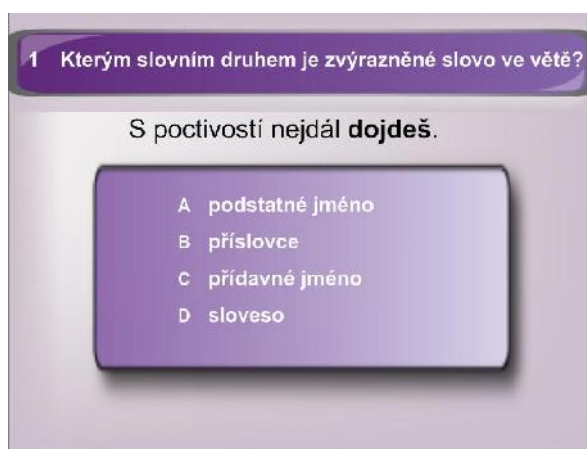 1 Kterým slovním druhem je zvýrazněné slovo ve větě?
S poctivostí nejdál dojdeš.
A podstatné jméno
B příslovce
C přídavné jméno
D sloveso